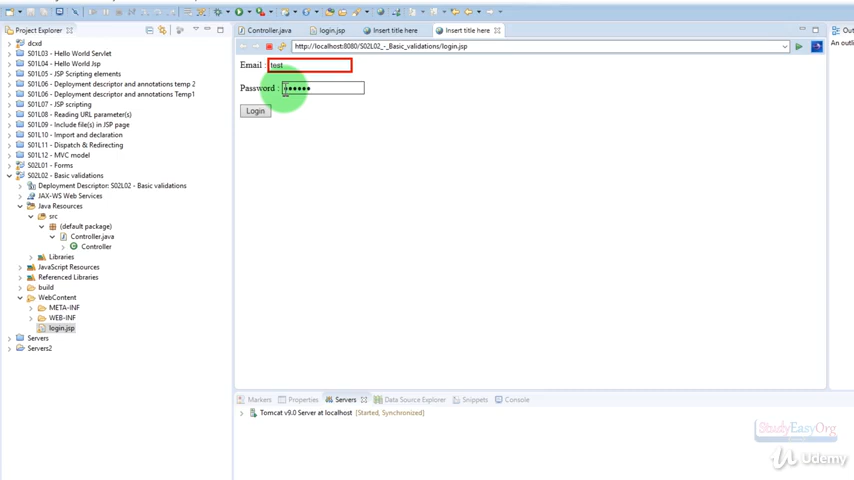 Project Explorer
dcxd
S01L03 - Hello World Servlet
S01L04 - Hello World Jsp
S01L05 - JSP Scripting elements
S01L06 - Deployment descriptor and annotations temp 2
S01L06 - Deployment descriptor and annotations Temp1
S01L07 - JSP scripting
S01L08 - Reading URL parameter(s)
S01L09 - Include file(s) in JSP page
S01L10 - Import and declaration
S01L11 - Dispatch & Redirecting
S01L12 - MVC model
S02L01 - Forms
S02L02 - Basic validations
Deployment Descriptor: S02L02 - Basic validations
JAX-WS Web Services
Java Resources
src
(default package)
Controller.java
Controller
Libraries
JavaScript Resources
Referenced Libraries
build
WebContent
META-INF
WEB-INF
login.jsp
Servers
Servers2
Controller.java login.jsp Insert title here Insert title here
http://localhost:8080/S02L02_-_Basic_validations/login.jsp
Email : test
Password : ••••••
Login
Markers Properties Servers Data Source Explorer Snippets Console
Tomcat v9.0 Server at localhost [Started, Synchronized]
Out
An outli
StudyEasyOrg
Udemy